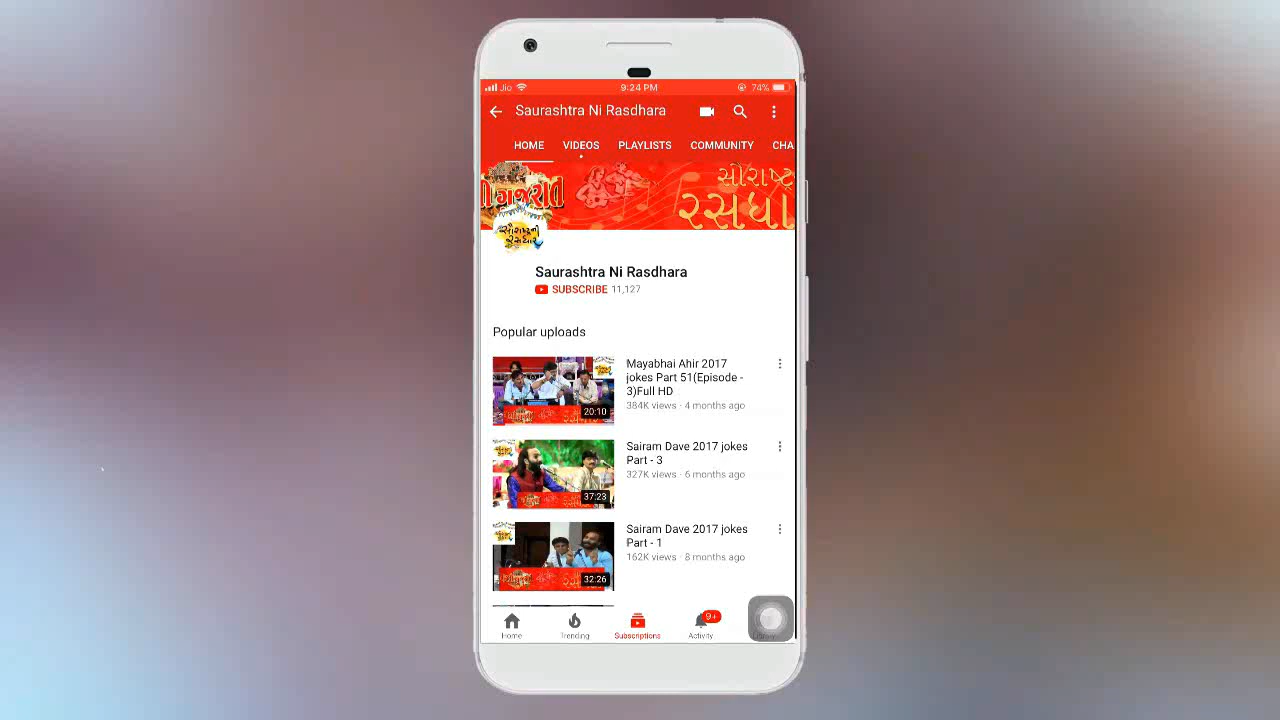 Jio
9:24 PM
74%
Saurashtra Ni Rasdhara
HOME
VIDEOS
PLAYLISTS
COMMUNITY
CHA
ગુજરાતી
સૌરાષ્ટ્ર
રસધા
સૌરાષ્ટ્રની
રસધાર
Saurashtra Ni Rasdhara
SUBSCRIBE 11,127
Popular uploads
Mayabhai Ahir 2017
jokes Part 51(Episode -
3)Full HD
384K views · 4 months ago
20:10
Sairam Dave 2017 jokes
Part - 3
327K views · 6 months ago
37:23
Sairam Dave 2017 jokes
Part - 1
162K views · 8 months ago
32:26
Home
Trending
Subscriptions
9+
Activity
Library